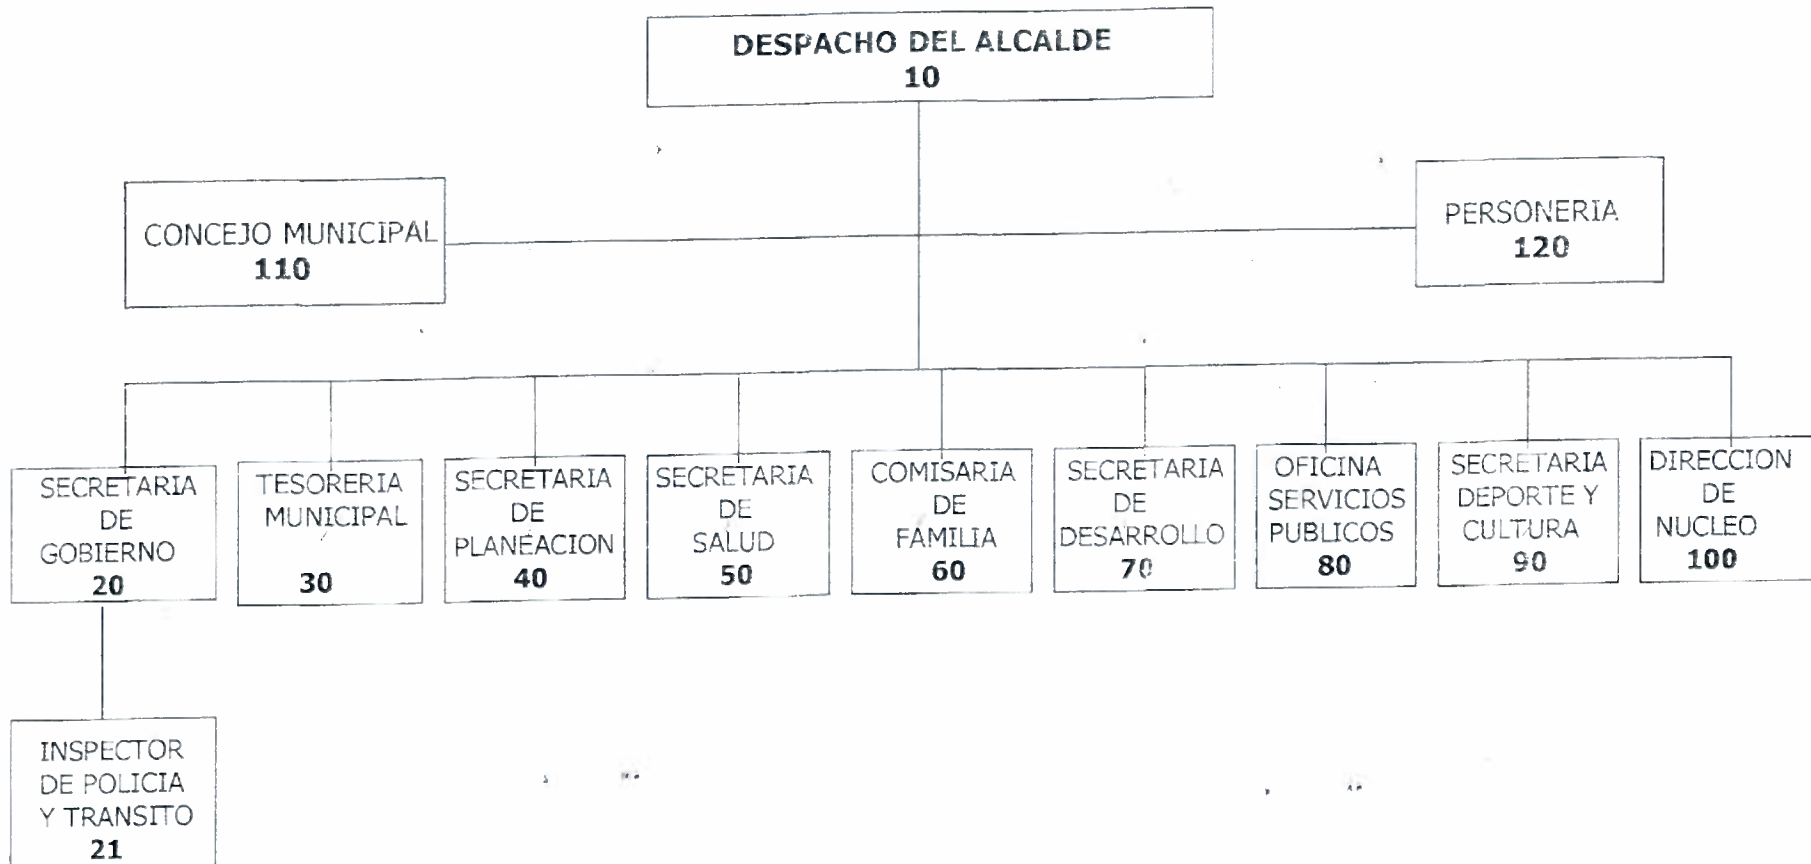 DESPACHO DEL ALCALDE
10
CONCEJO MUNICIPAL
110
PERSONERIA
120
SECRETARIA
DE
GOBIERNO
20
TESORERIA
MUNICIPAL
30
SECRETARIA
DE
PLANEACION
40
SECRETARIA
DE
SALUD
50
COMISARIA
DE
FAMILIA
60
SECRETARIA
DE
DESARROLLO
70
OFICINA
SERVICIOS
PUBLICOS
80
SECRETARIA
DEPORTE Y
CULTURA
90
DIRECCION
DE
NUCLEO
100
INSPECTOR
DE POLICIA
Y TRANSITO
21